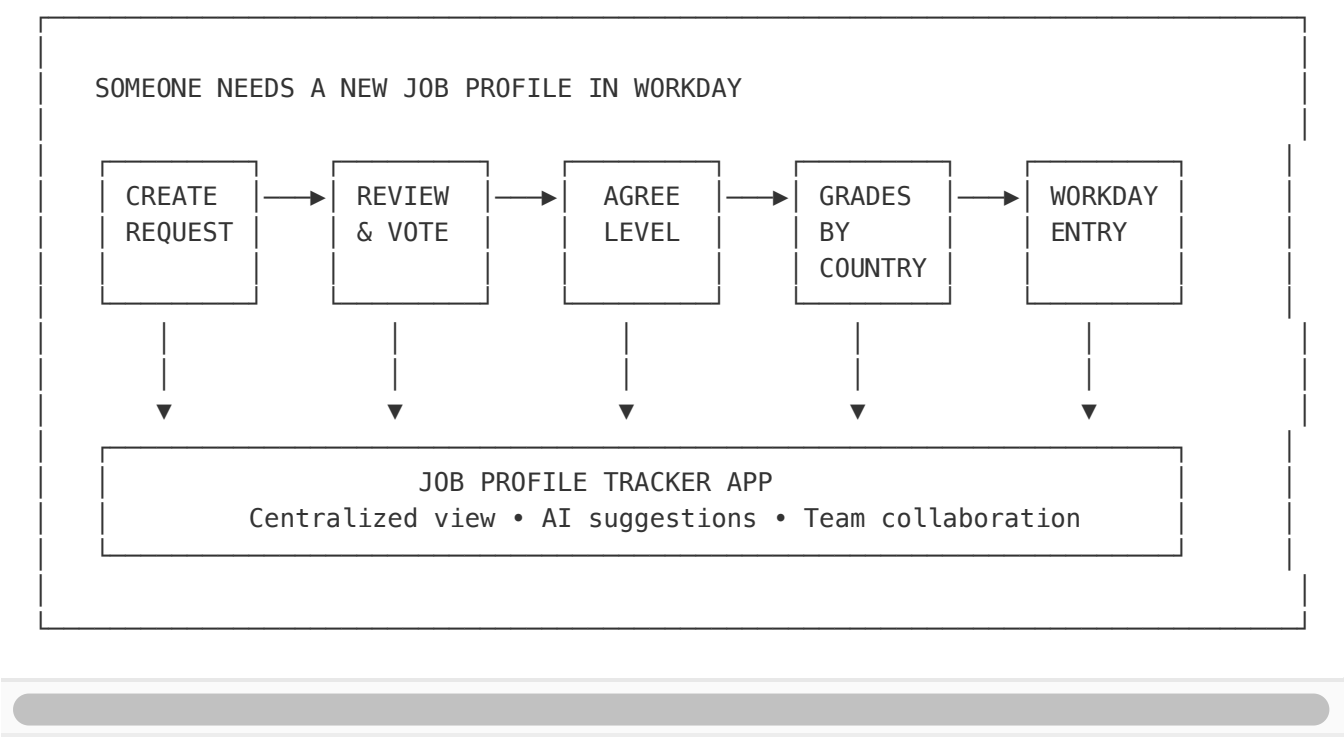 SOMEONE NEEDS A NEW JOB PROFILE IN WORKDAY
CREATE
REQUEST
REVIEW
& VOTE
AGREE
LEVEL
GRADES
BY
COUNTRY
WORKDAY
ENTRY
JOB PROFILE TRACKER APP
Centralized view • AI suggestions • Team collaboration